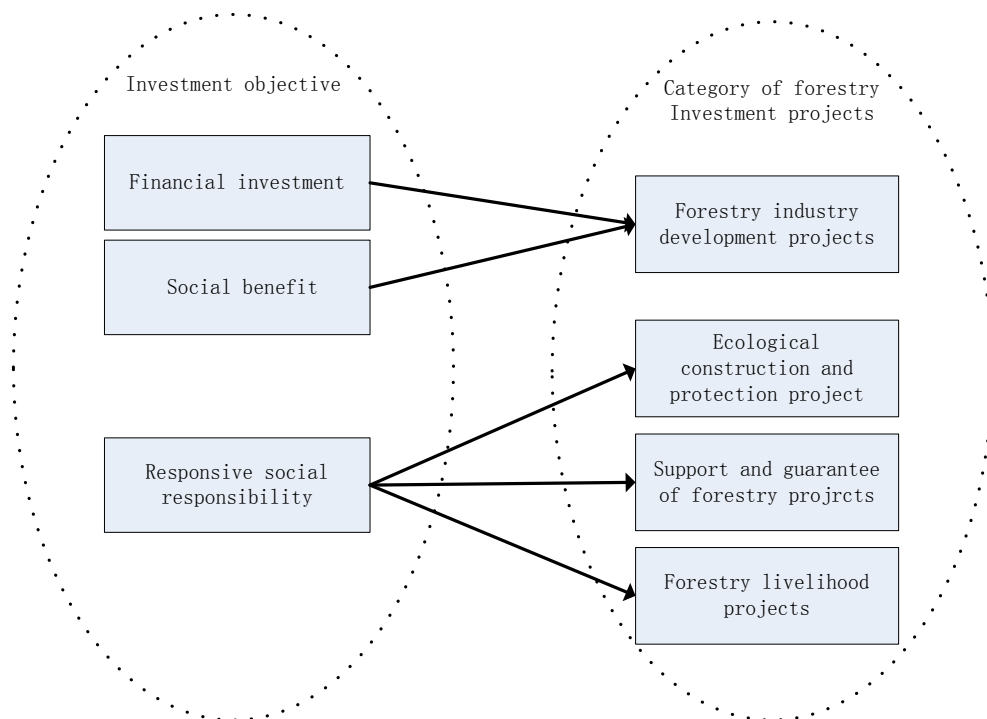 Investment objective
Financial investment
Social benefit
Responsive social
responsibility
Category of forestry
Investment projects
Forestry industry
development projects
Ecological
construction and
protection project
Support and guarantee
of forestry projrcts
Forestry livelihood
projects